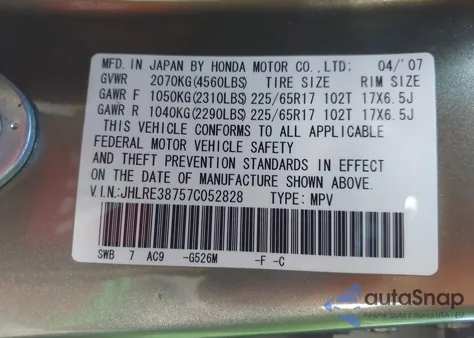 MFD. IN JAPAN BY HONDA MOTOR CO., LTD: 04/'07
GVWR 2070KG(4560LBS) TIRE SIZE RIM SIZE
GAWR F 1050KG(2310LBS) 225/65R17 102T 17X6.5J
GAWR R 1040KG(2290LBS) 225/65R17 102T 17X6.5J
THIS VEHICLE CONFORMS TO ALL APPLICABLE
FEDERAL MOTOR VEHICLE SAFETY
AND THEFT PREVENTION STANDARDS IN EFFECT
ON THE DATE OF MANUFACTURE SHOWN ABOVE.
V.I.N.:JHLRE38757C052828 TYPE: MPV
SWB 7 AC9 -G526M -F -C
autoSnap